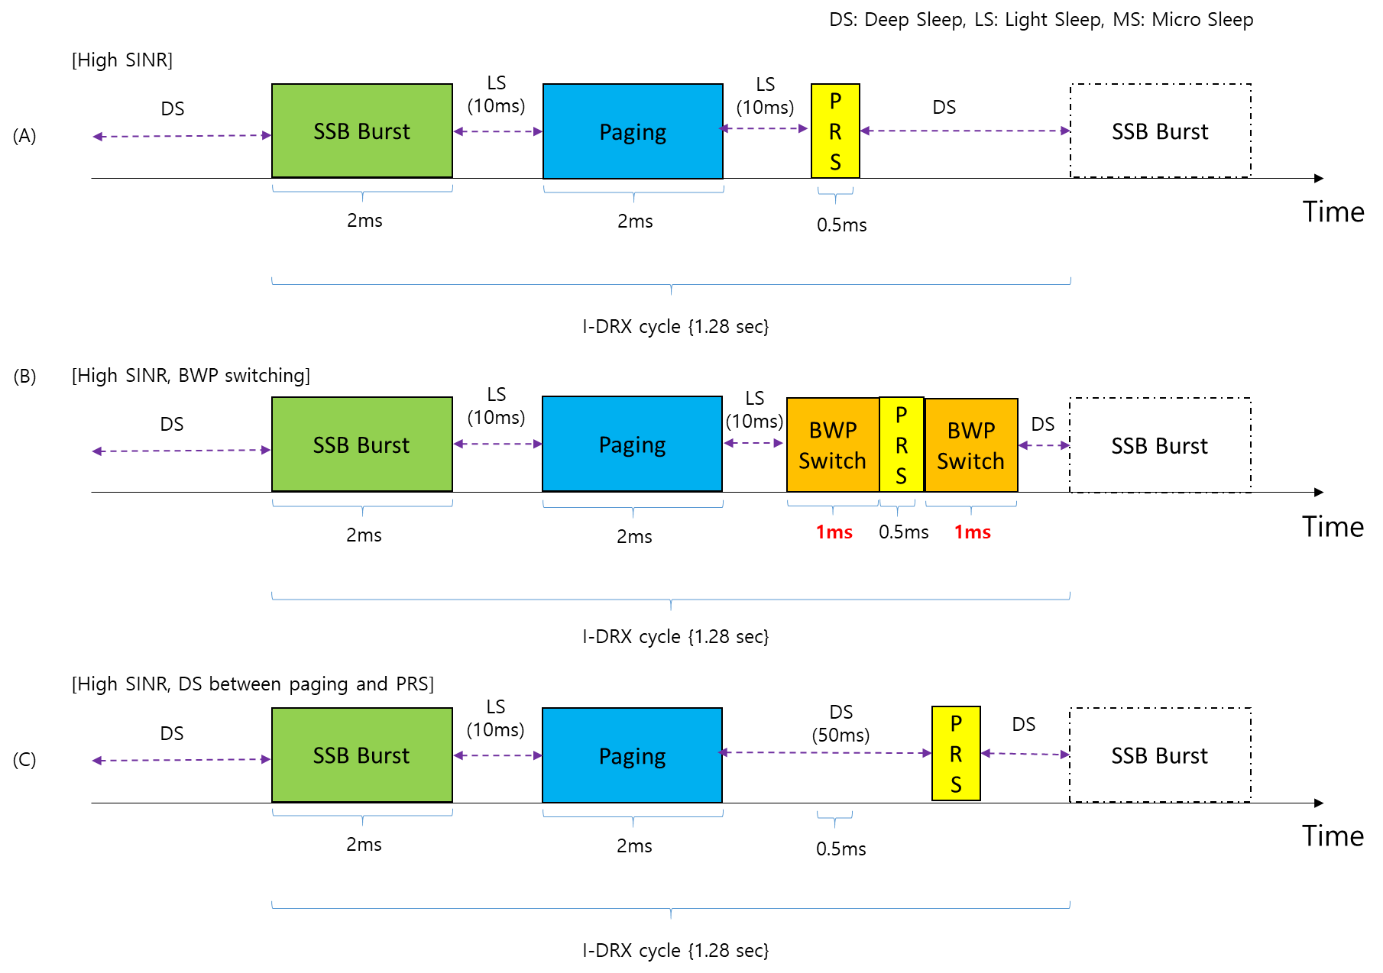 DS: Deep Sleep, LS: Light Sleep, MS: Micro Sleep
[High SINR]
(A)
DS
SSB Burst
LS
(10ms)
Paging
LS
(10ms)
P
R
S
DS
SSB Burst
2ms
2ms
0.5ms
Time
I-DRX cycle {1.28 sec}
(B)
[High SINR, BWP switching]
DS
SSB Burst
LS
(10ms)
Paging
LS
(10ms)
BWP
Switch
P
R
S
BWP
Switch
DS
SSB Burst
2ms
2ms
1ms
0.5ms
1ms
Time
I-DRX cycle {1.28 sec}
[High SINR, DS between paging and PRS]
(C)
DS
SSB Burst
LS
(10ms)
Paging
DS
(50ms)
P
R
S
DS
SSB Burst
2ms
2ms
0.5ms
Time
I-DRX cycle {1.28 sec}